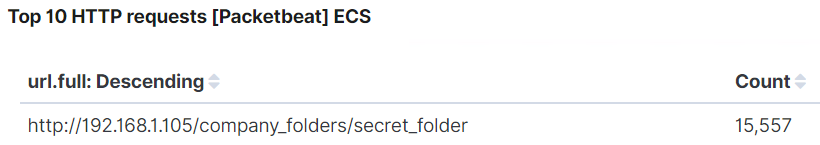 Top 10 HTTP requests [Packetbeat] ECS
url.full: Descending Count
http://192.168.1.105/company_folders/secret_folder 15,557